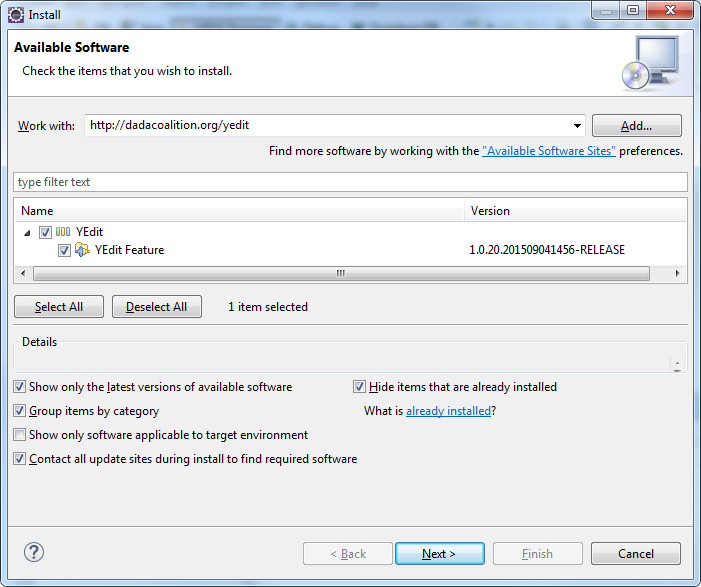 Install
Available Software
Check the items that you wish to install.
Work with: http://dadacoalition.org/yedit Add...
Find more software by working with the "Available Software Sites" preferences.
type filter text
Name Version
YEdit
YEdit Feature 1.0.20.201509041456-RELEASE
Select All Deselect All 1 item selected
Details
Show only the latest versions of available software Hide items that are already installed
Group items by category What is already installed?
Show only software applicable to target environment
Contact all update sites during install to find required software
? < Back Next > Finish Cancel